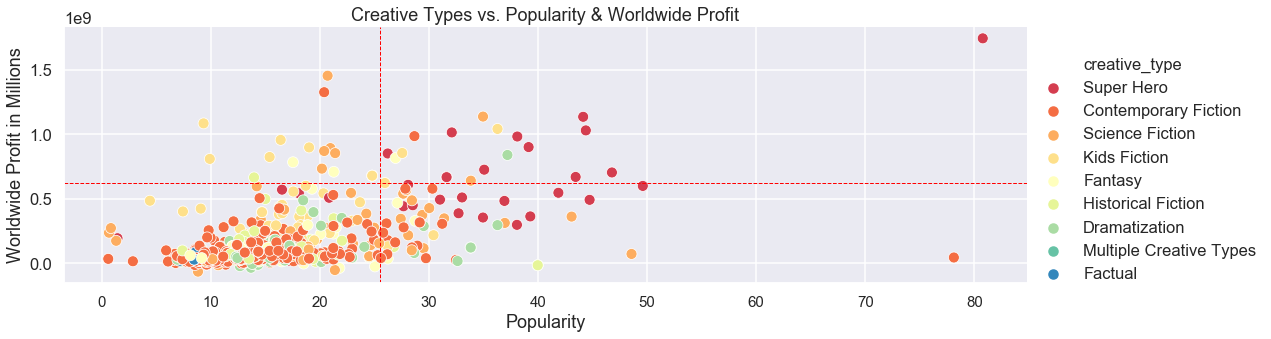 Creative Types vs. Popularity & Worldwide Profit
1e9
Worldwide Profit in Millions
1.5
1.0
0.5
0.0
0 10 20 30 40 50 60 70 80
Popularity
creative_type
Super Hero
Contemporary Fiction
Science Fiction
Kids Fiction
Fantasy
Historical Fiction
Dramatization
Multiple Creative Types
Factual